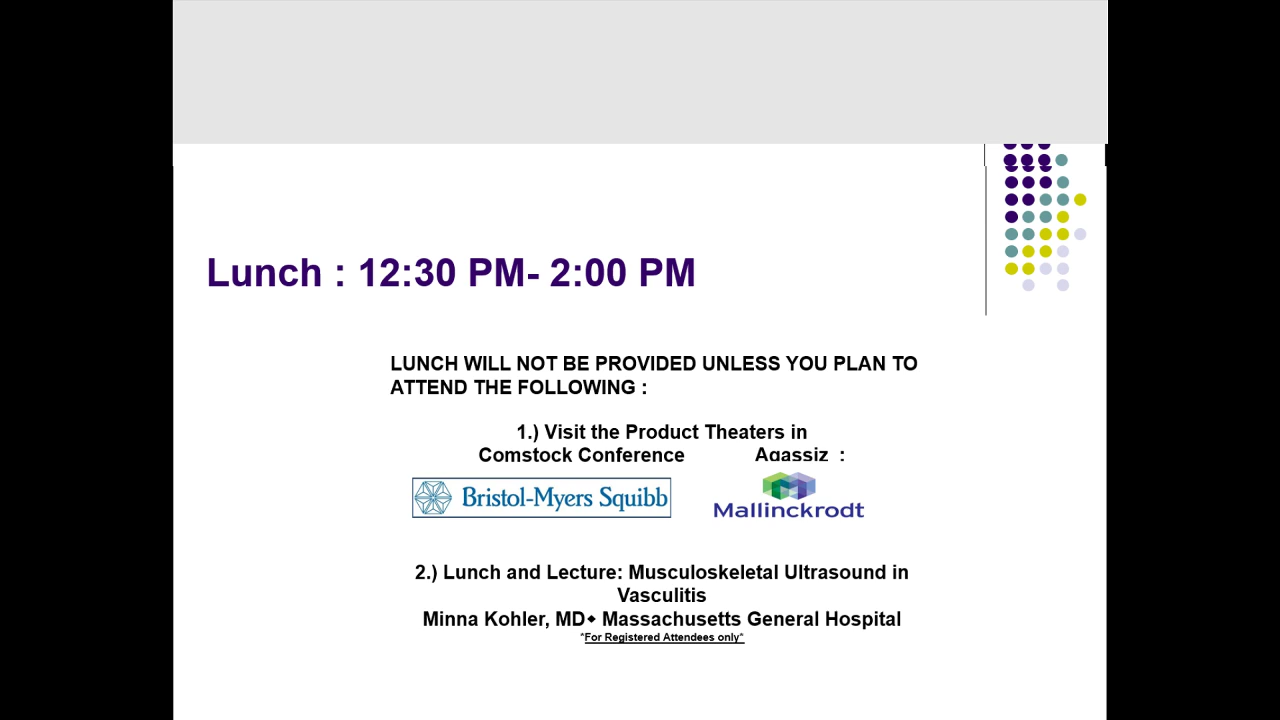 Lunch : 12:30 PM- 2:00 PM
LUNCH WILL NOT BE PROVIDED UNLESS YOU PLAN TO
ATTEND THE FOLLOWING :
1.) Visit the Product Theaters in
Comstock Conference Agassiz :
Bristol-Myers Squibb
Mallinckrodt
2.) Lunch and Lecture: Musculoskeletal Ultrasound in
Vasculitis
Minna Kohler, MD◆ Massachusetts General Hospital
*For Registered Attendees only*